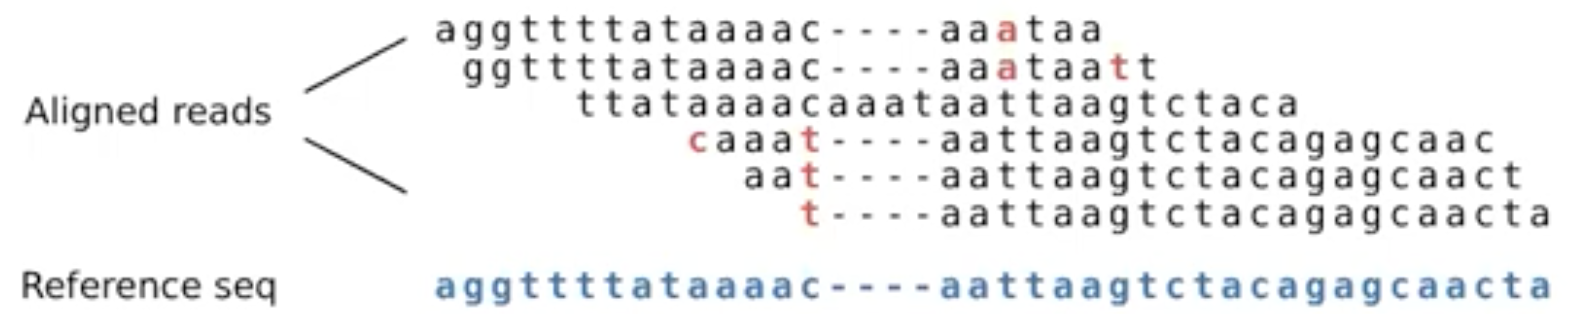 aggttttataaaac----aaataa
ggttttataaaac----aaataatt
Aligned reads
ttataaaacaaataattaagtctaca
caaat----aattaagtctacagagcaac
aat----aattaagtctacagagcaact
t----aattaagtctacagagcaacta
Reference seq aggttttataaaac----aattaagtctacagagcaacta